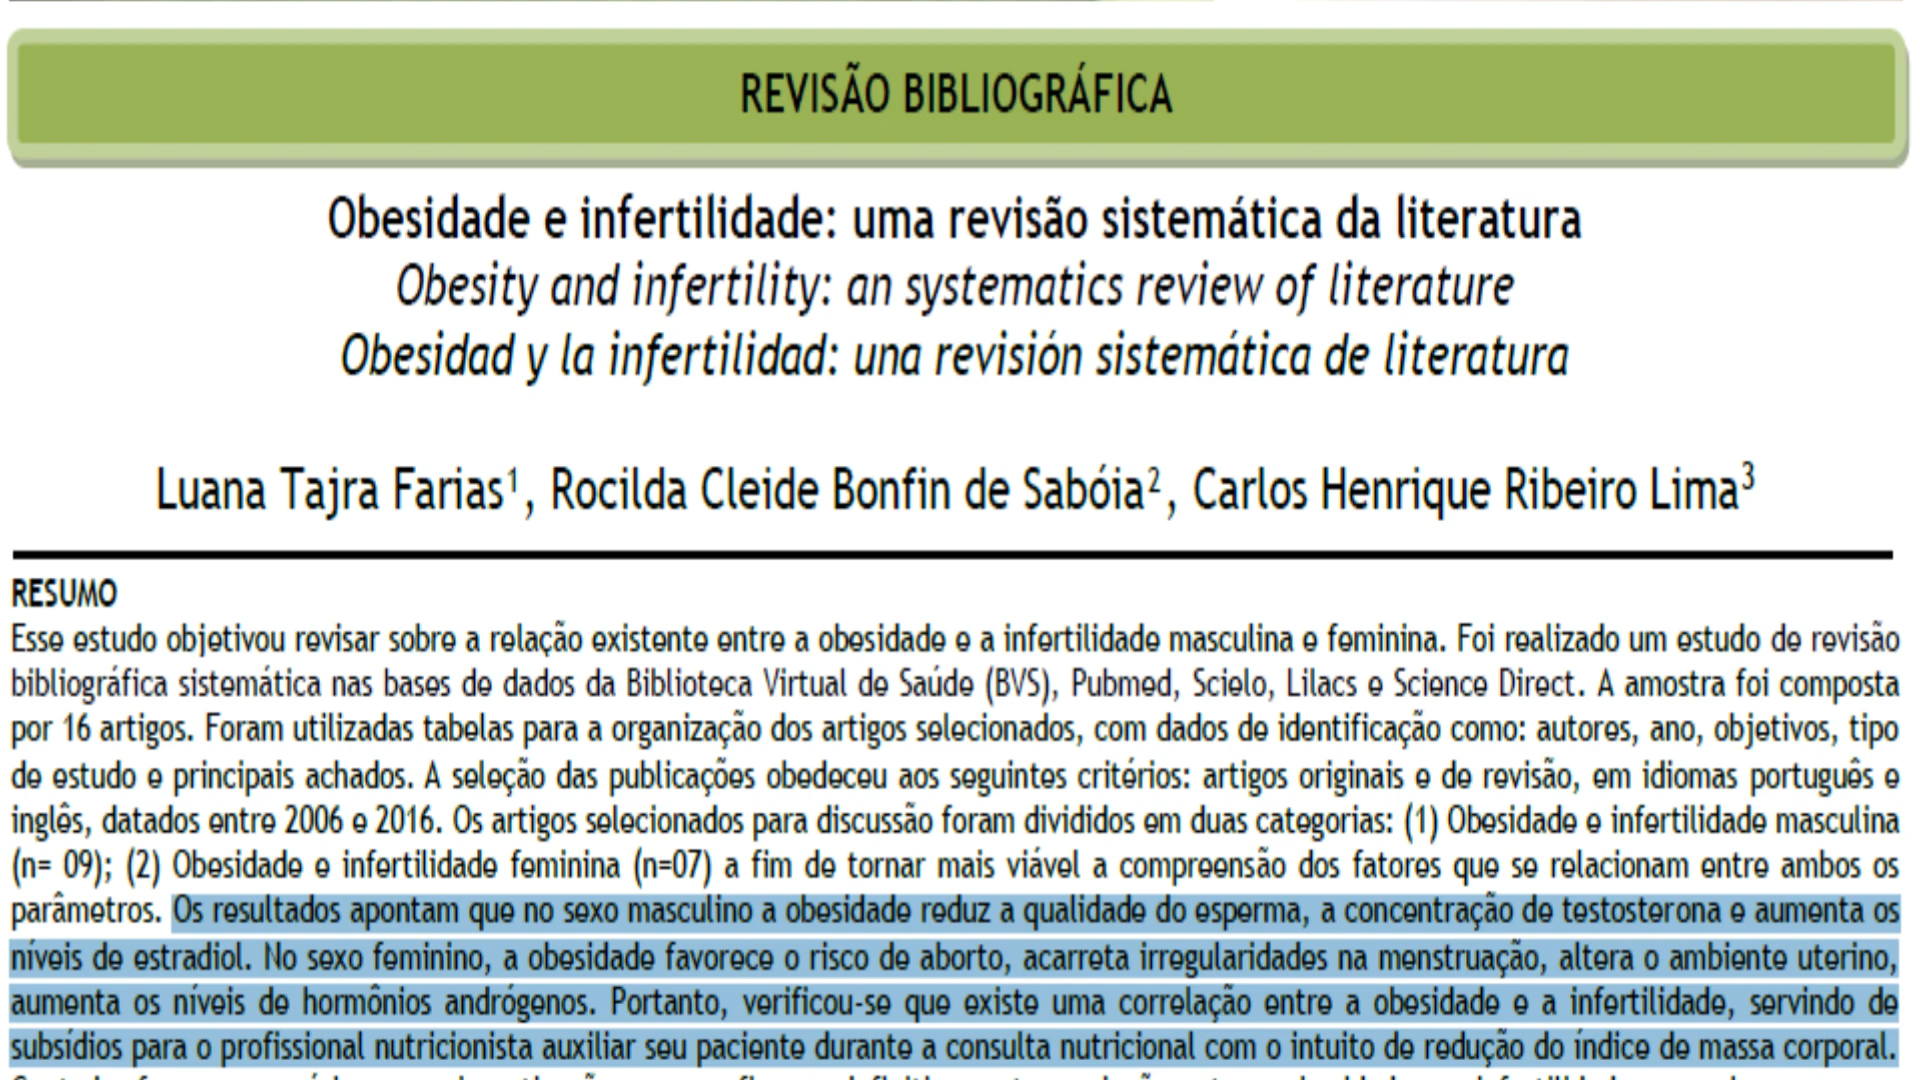 REVISÃO BIBLIOGRÁFICA
Obesidade e infertilidade: uma revisão sistemática da literatura
Obesity and infertility: an systematics review of literature
Obesidad y la infertilidad: una revisión sistemática de literatura
Luana Tajra Farias¹, Rocilda Cleide Bonfin de Sabóia², Carlos Henrique Ribeiro Lima³
RESUMO
Esse estudo objetivou revisar sobre a relação existente entre a obesidade e a infertilidade masculina e feminina. Foi realizado um estudo de revisão
bibliográfica sistemática nas bases de dados da Biblioteca Virtual de Saúde (BVS), Pubmed, Scielo, Lilacs e Science Direct. A amostra foi composta
por 16 artigos. Foram utilizadas tabelas para a organização dos artigos selecionados, com dados de identificação como: autores, ano, objetivos, tipo
de estudo e principais achados. A seleção das publicações obedeceu aos seguintes critérios: artigos originais e de revisão, em idiomas português e
inglês, datados entre 2006 e 2016. Os artigos selecionados para discussão foram divididos em duas categorias: (1) Obesidade e infertilidade masculina
(n= 09); (2) Obesidade e infertilidade feminina (n=07) a fim de tornar mais viável a compreensão dos fatores que se relacionam entre ambos os
parâmetros. Os resultados apontam que no sexo masculino a obesidade reduz a qualidade do esperma, a concentração de testosterona e aumenta os
níveis de estradiol. No sexo feminino, a obesidade favorece o risco de aborto, acarreta irregularidades na menstruação, altera o ambiente uterino,
aumenta os níveis de hormônios andrógenos. Portanto, verificou-se que existe uma correlação entre a obesidade e a infertilidade, servindo de
subsídios para o profissional nutricionista auxiliar seu paciente durante a consulta nutricional com o intuito de redução do índice de massa corporal.